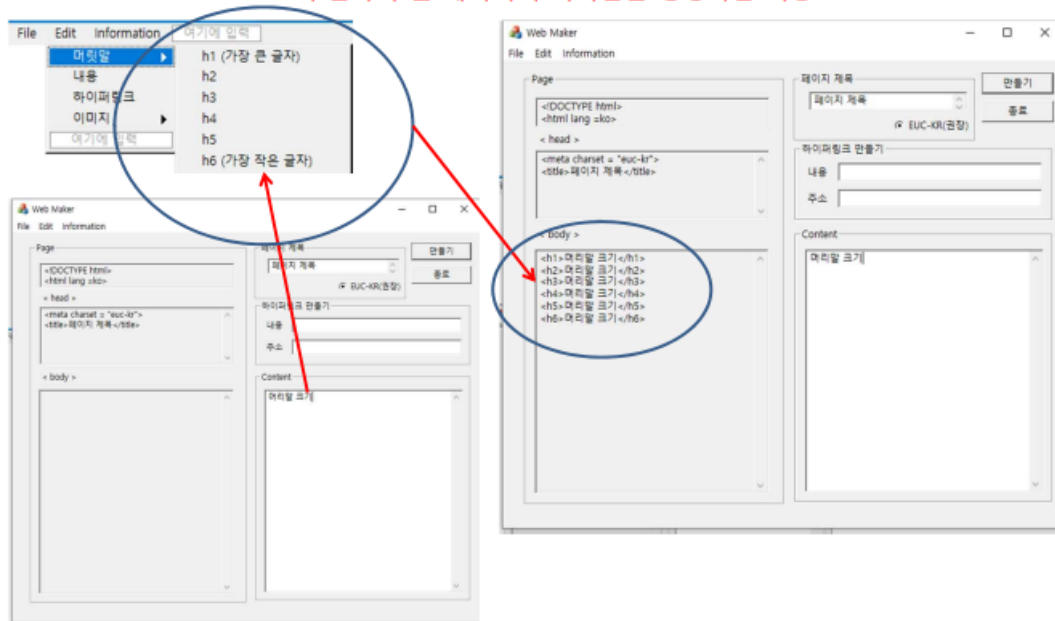 File Edit Information 여기에 입력
머릿말
내용
하이퍼링크
이미지
여기에 입력
h1 (가장 큰 글자)
h2
h3
h4
h5
h6 (가장 작은 글자)
Web Maker
File Edit Information
Page
<!DOCTYPE html>
<html lang =ko>
< head >
<meta charset = "euc-kr">
<title>페이지 제목</title>
< body >
페이지 제목
페이지 제목
EUC-KR(권장)
만들기
종료
하이퍼링크 만들기
내용
주소
Content
머리말 크기
Web Maker
File Edit Information
Page
<!DOCTYPE html>
<html lang =ko>
< head >
<meta charset = "euc-kr">
<title>페이지 제목</title>
< body >
<h1>머리말 크기</h1>
<h2>머리말 크기</h2>
<h3>머리말 크기</h3>
<h4>머리말 크기</h4>
<h5>머리말 크기</h5>
<h6>머리말 크기</h6>
페이지 제목
페이지 제목
EUC-KR(권장)
만들기
종료
하이퍼링크 만들기
내용
주소
Content
머리말 크기